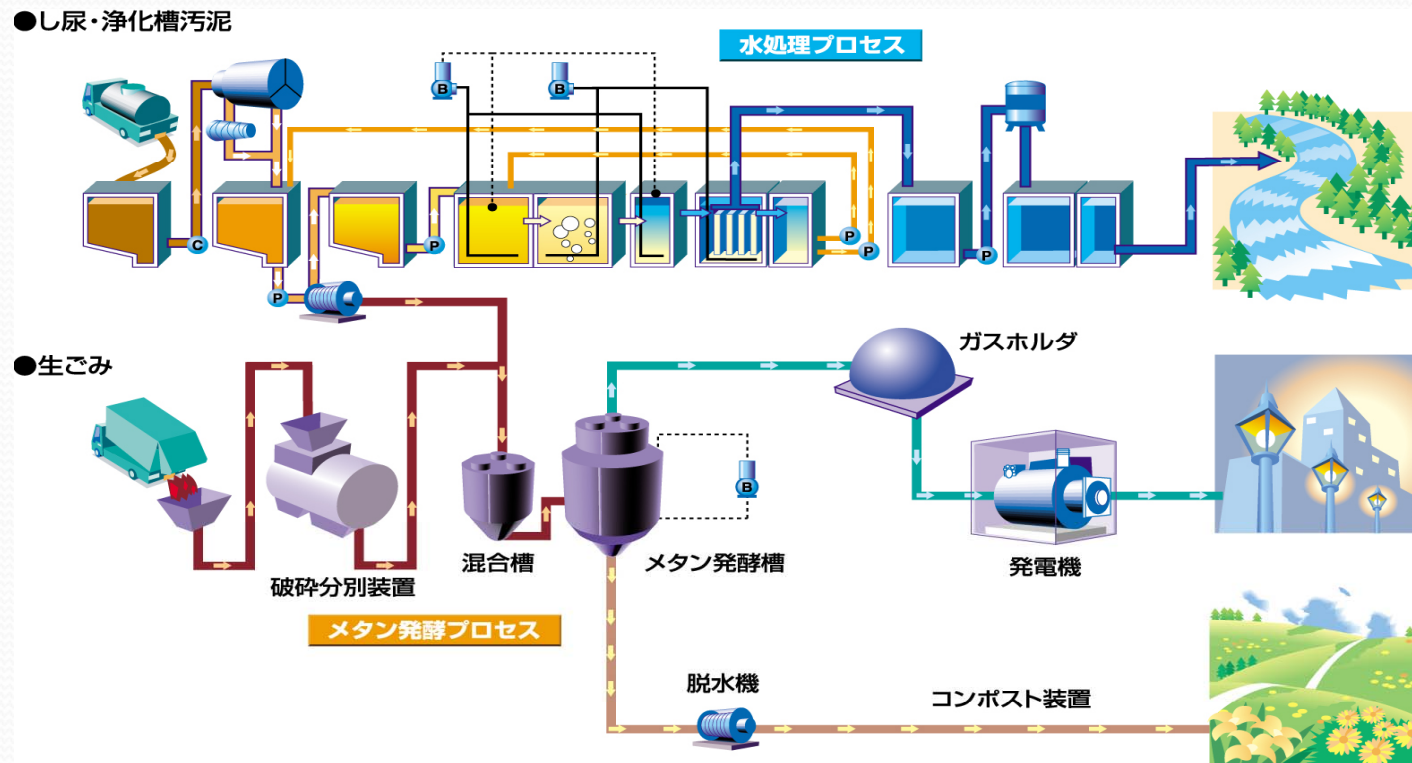 ●し尿・浄化槽汚泥
水処理プロセス
B
B
C
P
P
P
P
P
●生ごみ
ガスホルダ
B
破砕分別装置
混合槽
メタン発酵槽
発電機
メタン発酵プロセス
脱水機
コンポスト装置